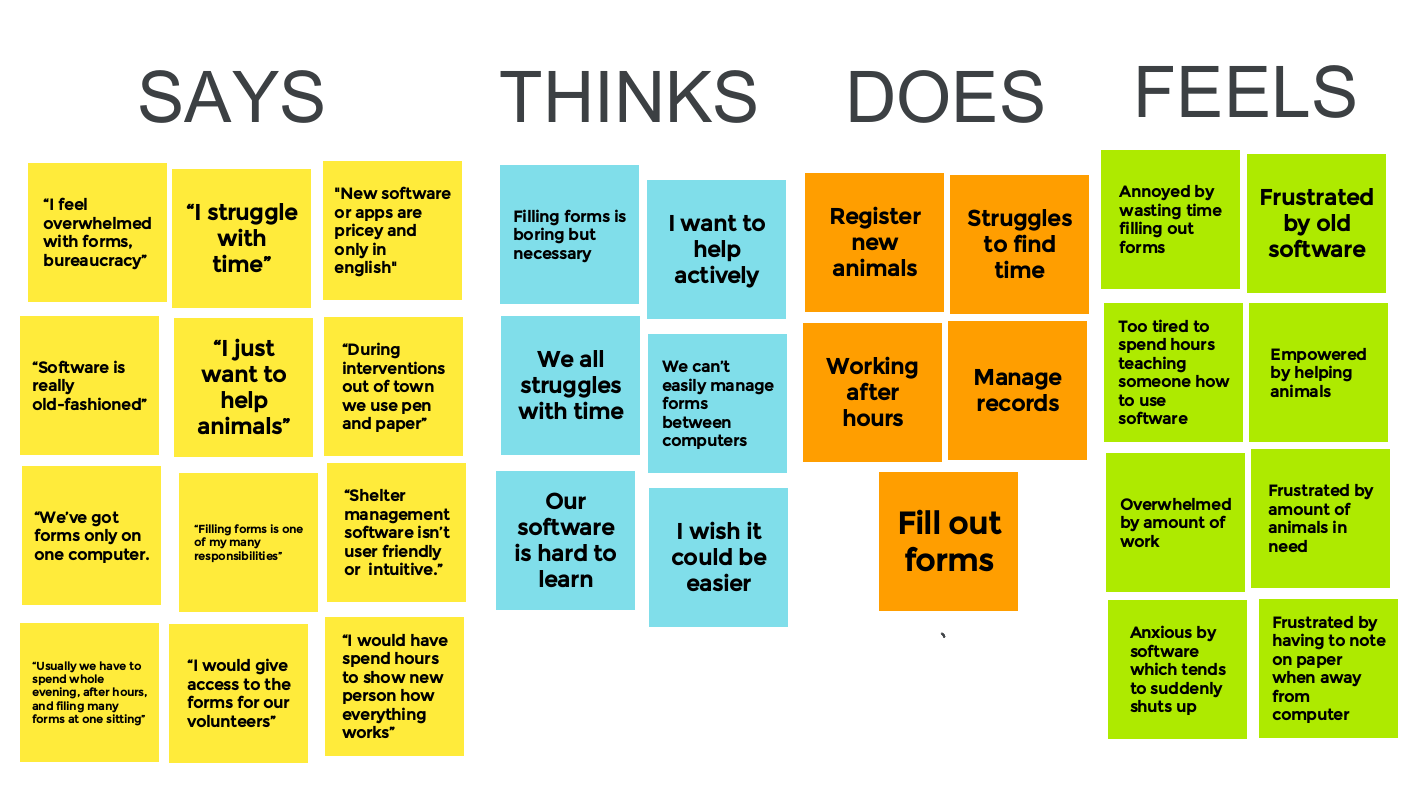 SAYS
THINKS
DOES
FEELS
“I feel
overwhelmed
with forms,
bureaucracy”
“I struggle
with
time”
"New software
or apps are
pricey and
only in
english"
“Software is
really
old-fashioned”
“I just
want to
help
animals”
“During
interventions
out of town
we use pen
and paper”
“We’ve got
forms only on
one computer.
“Filling forms is one
of my many
responsibilities”
“Shelter
management
software isn’t
user friendly
or intuitive.”
“Usually we have to
spend whole
evening, after hours,
and filing many
forms at one sitting”
“I would give
access to the
forms for our
volunteers”
“I would have
spend hours
to show new
person how
everything
works”
Filling forms is
boring but
necessary
I want to
help
actively
We all
struggles
with time
We can’t
easily manage
forms
between
computers
Our
software
is hard to
learn
I wish it
could be
easier
Register
new
animals
Struggles
to find
time
Working
after
hours
Manage
records
Fill out
forms
Annoyed by
wasting time
filling out
forms
Frustrated
by old
software
Too tired to
spend hours
teaching
someone how
to use
software
Empowered
by helping
animals
Overwhelmed
by amount of
work
Frustrated by
amount of
animals in
need
Anxious by
software
which tends
to suddenly
shuts up
Frustrated by
having to note
on paper
when away
from
computer